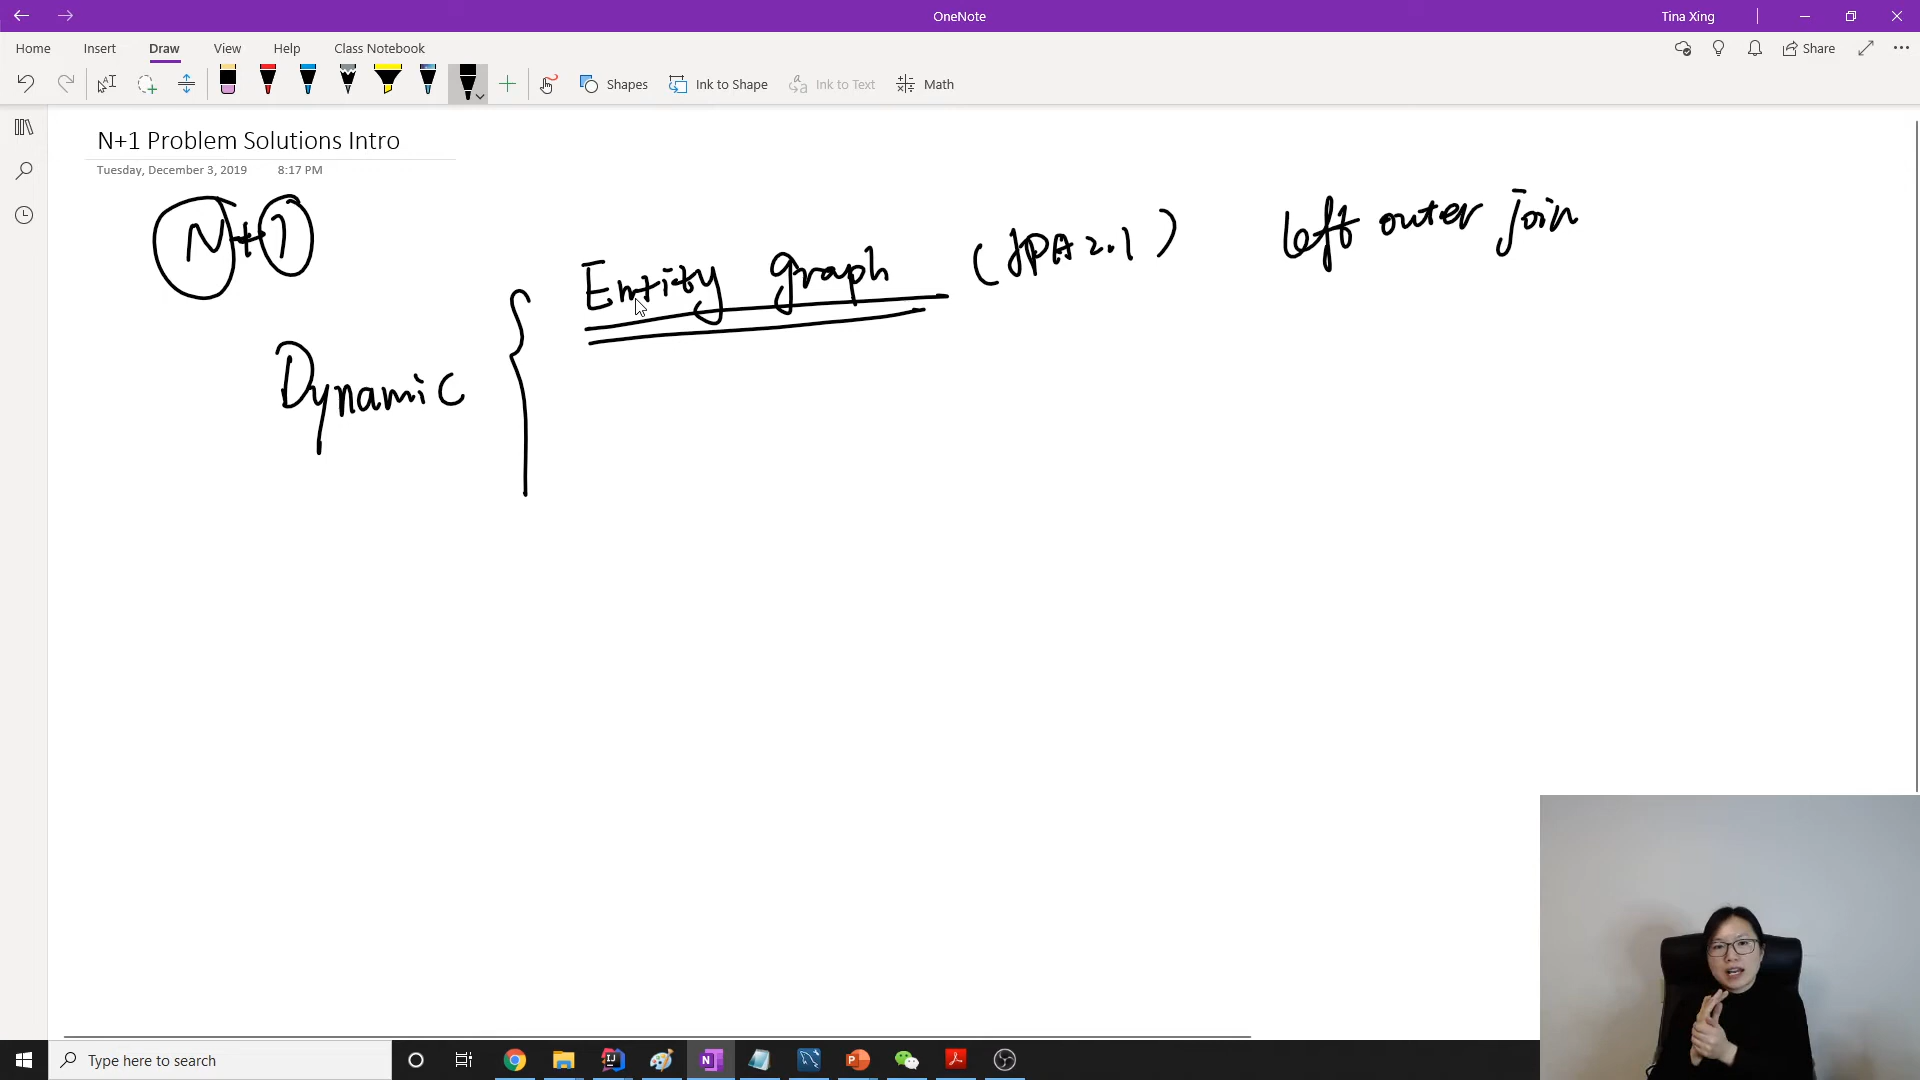 OneNote
Tina Xing
Home Insert Draw View Help Class Notebook
Share
Shapes Ink to Shape Ink to Text Math
N+1 Problem Solutions Intro
Tuesday, December 3, 2019 8:17 PM
N+1
Entity graph (JPA 2.1) left outer join
Dynamic
Type here to search